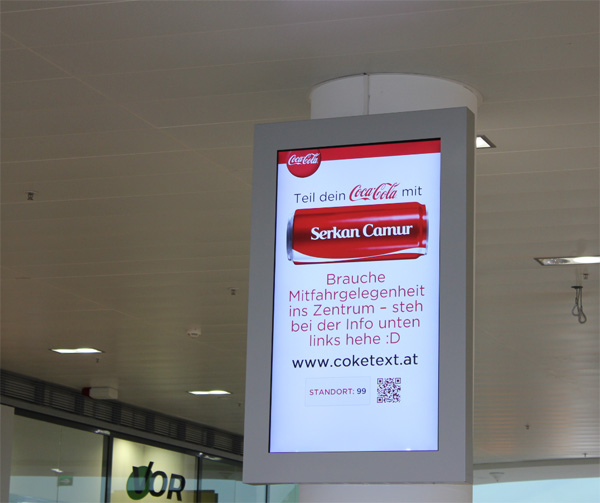 Coca-Cola
Teil dein Coca-Cola mit
Serkan Camur
Brauche
Mitfahrgelegenheit
ins Zentrum – steh
bei der Info unten
links hehe :D
www.coketext.at
STANDORT: 99
JOR